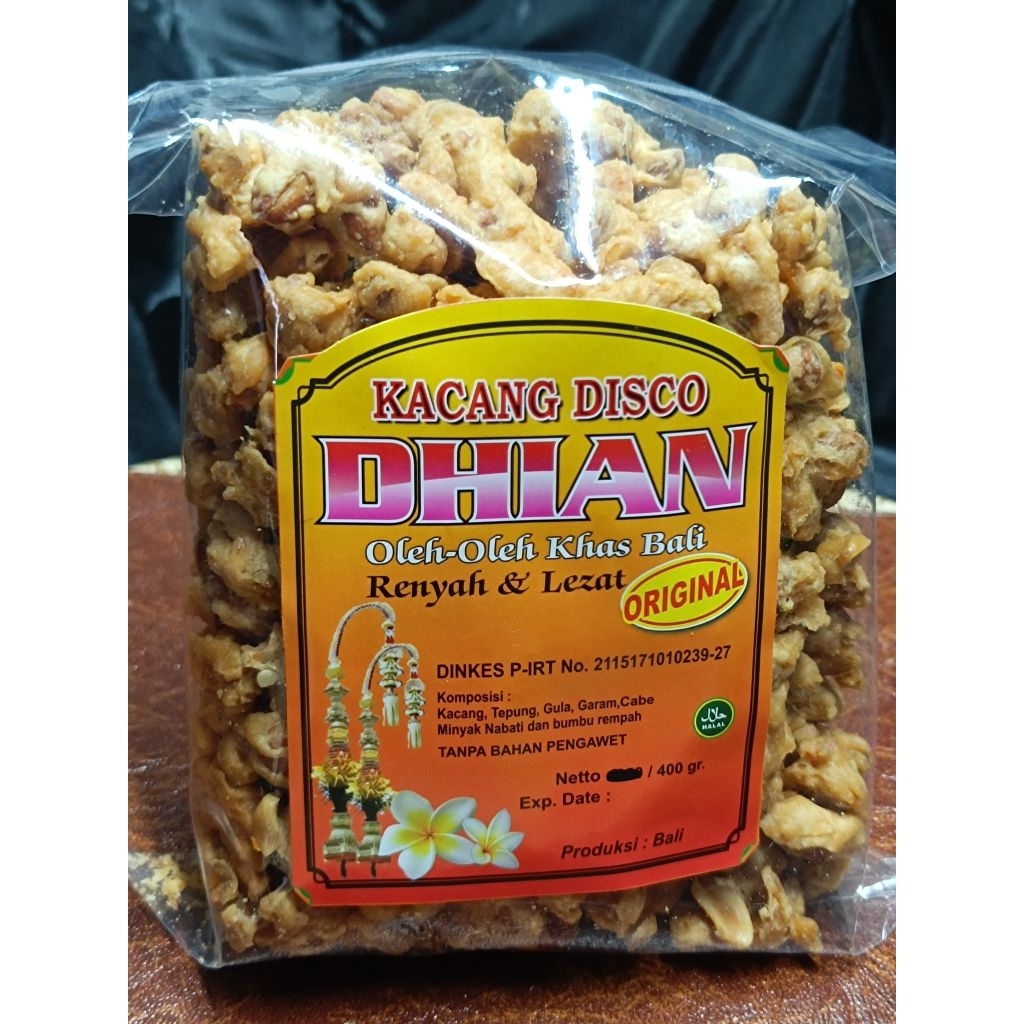 KACANG DISCO
DHIAN
Oleh-Oleh Khas Bali
Renyah & Lezat
ORIGINAL
DINKES P-IRT No. 2115171010239-27
Komposisi :
Kacang, Tepung, Gula, Garam,Cabe
Minyak Nabati dan bumbu rempah
TANPA BAHAN PENGAWET
حلال
HALAL
Netto / 400 gr.
Exp. Date :
Produksi : Bali